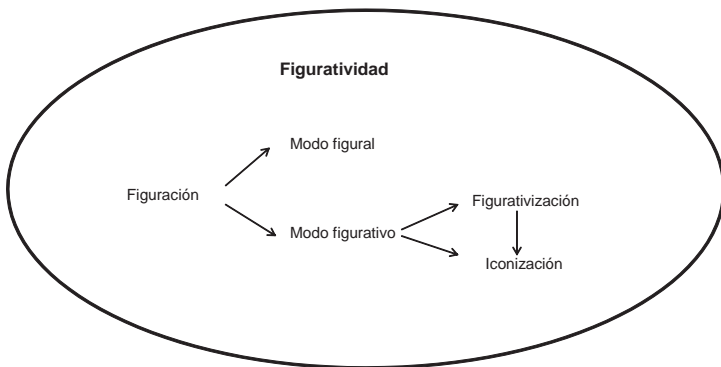 Figuratividad
Modo figural
Figuración
Figurativización
Modo figurativo
Iconización